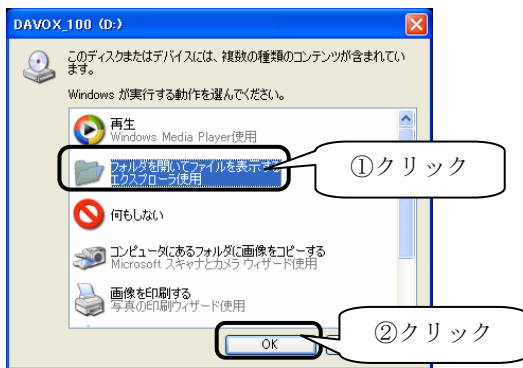 DAVOX_100 (D:)
このディスクまたはデバイスには、複数の種類のコンテンツが含まれてい
ます。
Windows が実行する動作を選んでください。
再生
Windows Media Player使用
フォルダを開いてファイルを表示する
エクスプローラ使用
①クリック
何もしない
コンピュータにあるフォルダに画像をコピーする
Microsoft スキャナとカメラ ウィザード使用
画像を印刷する
写真の印刷ウィザード使用
OK
②クリック